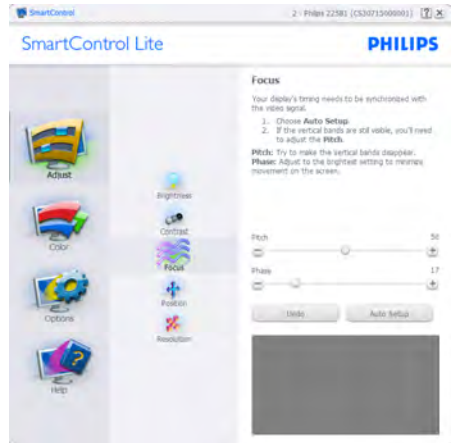 SmartControl
2 - Philips 225B1 (CS30715000001)
SmartControl Lite
PHILIPS
Adjust
Color
Options
Help
Brightness
Contrast
Focus
Position
Resolution
Focus
Your display's timing needs to be synchronized with
the video signal.
1. Choose Auto Setup.
2. If the vertical bands are still visible, you'll need
to adjust the Pitch.
Pitch: Try to make the vertical bands disappear.
Phase: Adjust to the brightest setting to minimize
movement on the screen.
Pitch 50
Phase 17
Undo Auto Setup